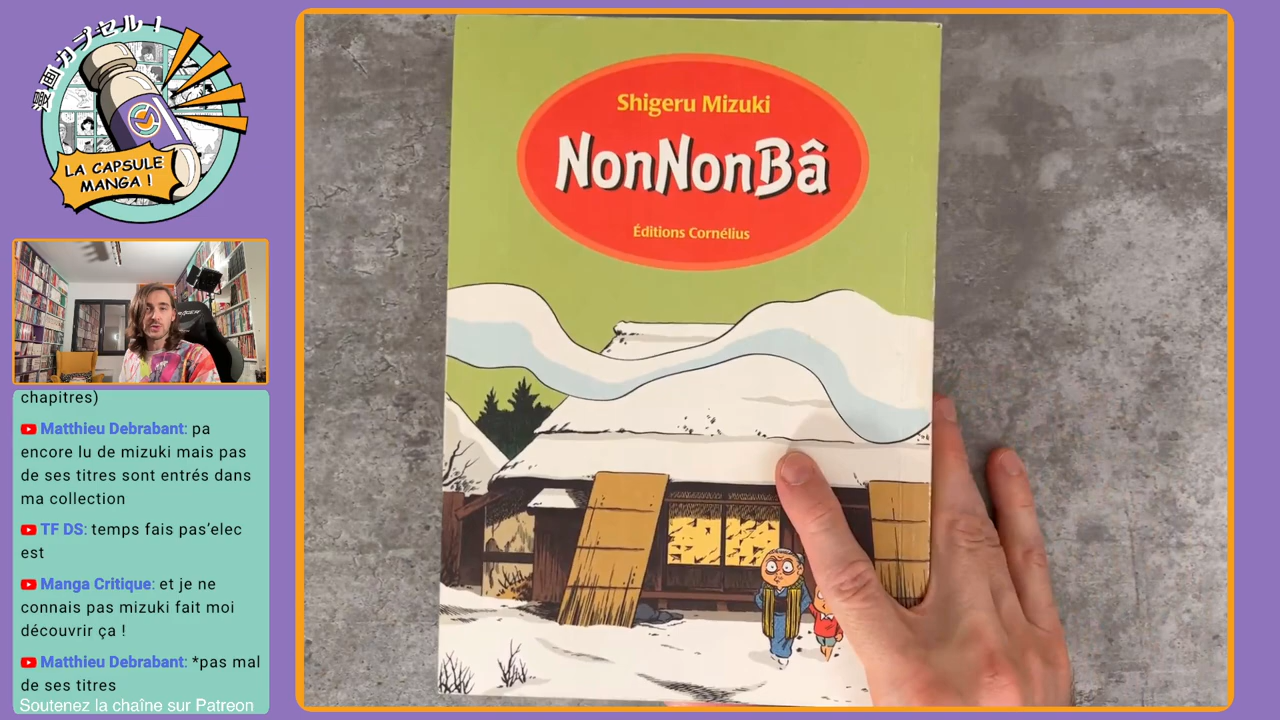 漫画カプセル！
LA CAPSULE
MANGA !
chapitres)
Matthieu Debrabant: pa
encore lu de mizuki mais pas
de ses titres sont entrés dans
ma collection
TF DS: temps fais pas'elec
est
Manga Critique: et je ne
connais pas mizuki fait moi
découvrir ça !
Matthieu Debrabant: *pas mal
de ses titres
Soutenez la chaîne sur Patreon
Shigeru Mizuki
NonNonBâ
Éditions Cornélius